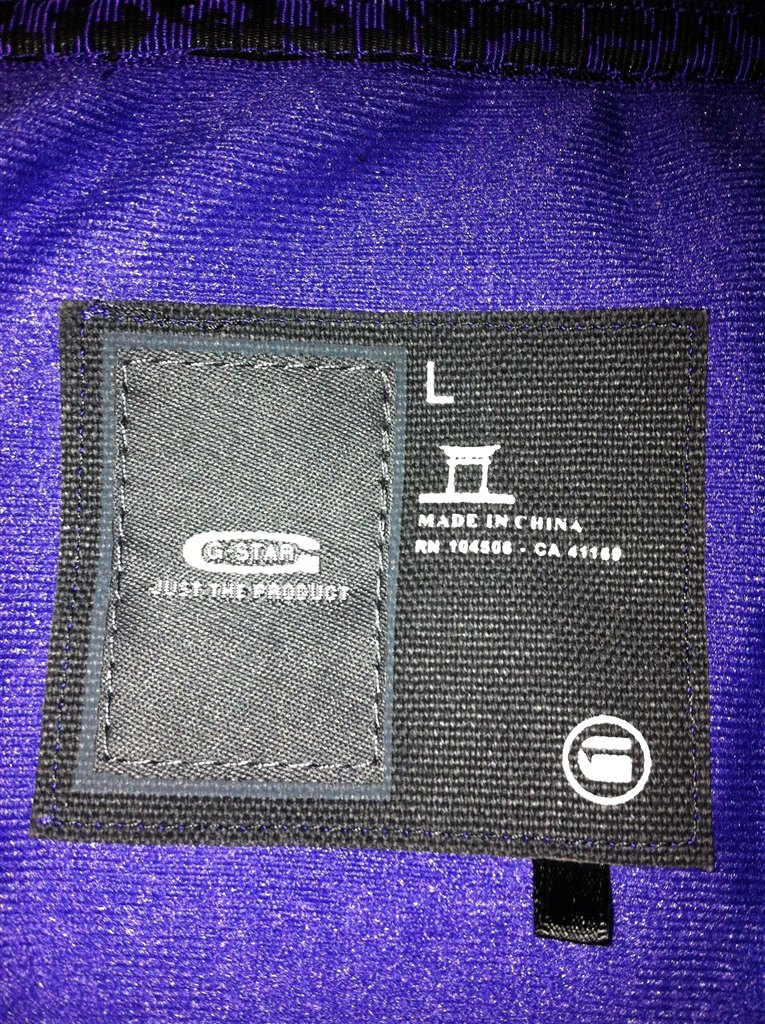 G-STAR
JUST THE PRODUCT
L
MADE IN CHINA
RN 104506 - CA 41169